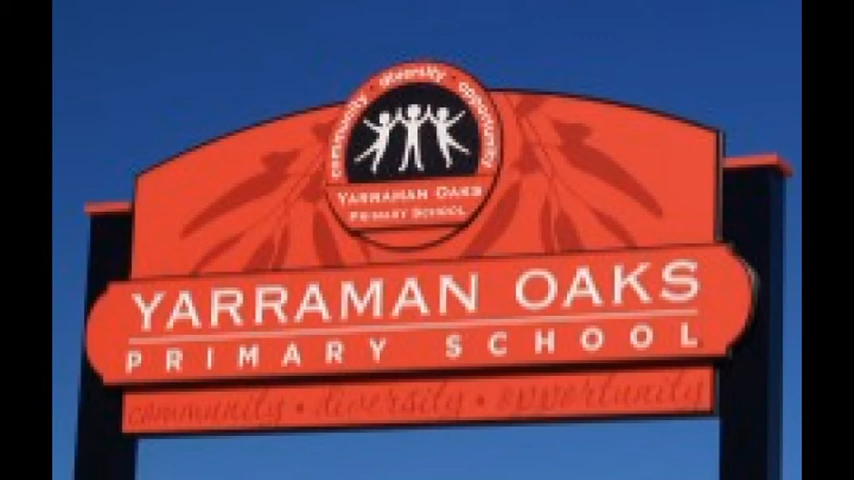 community · diversity · opportunity
YARRAMAN OAKS
PRIMARY SCHOOL
YARRAMAN OAKS
PRIMARY SCHOOL
community • diversity • opportunity